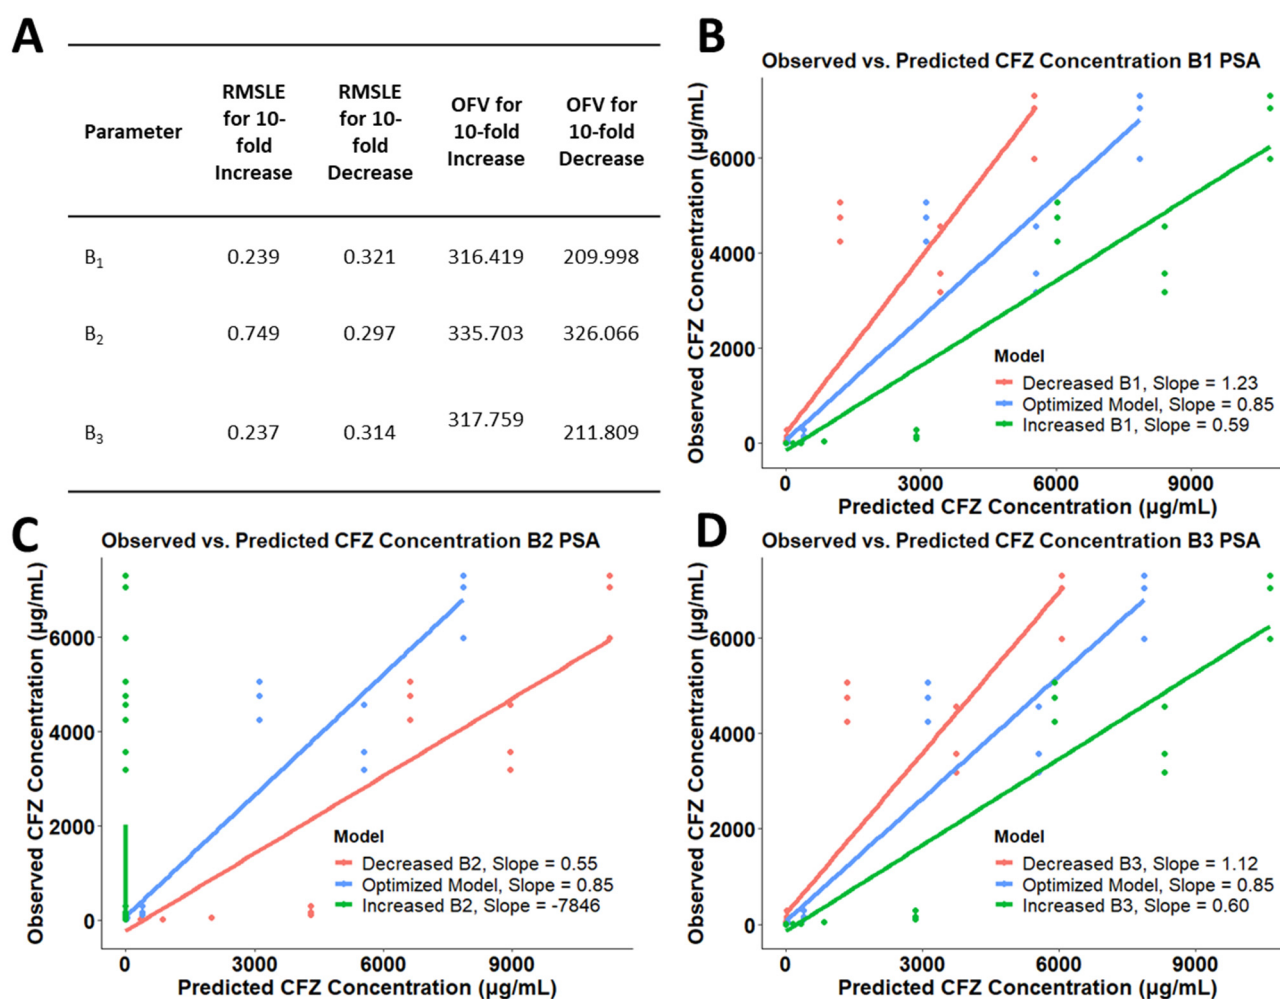 A
Parameter
RMSLE
for 10-
fold
Increase
RMSLE
for 10-
fold
Decrease
OFV for
10-fold
Increase
OFV for
10-fold
Decrease
B1 0.239 0.321 316.419 209.998
B2 0.749 0.297 335.703 326.066
B3 0.237 0.314 317.759 211.809
B
Observed vs. Predicted CFZ Concentration B1 PSA
Observed CFZ Concentration (µg/mL)
6000
4000
2000
0
Model
Decreased B1, Slope = 1.23
Optimized Model, Slope = 0.85
Increased B1, Slope = 0.59
0 3000 6000 9000
Predicted CFZ Concentration (µg/mL)
C
Observed vs. Predicted CFZ Concentration B2 PSA
Observed CFZ Concentration (µg/mL)
6000
4000
2000
0
Model
Decreased B2, Slope = 0.55
Optimized Model, Slope = 0.85
Increased B2, Slope = -7846
0 3000 6000 9000
Predicted CFZ Concentration (µg/mL)
D
Observed vs. Predicted CFZ Concentration B3 PSA
Observed CFZ Concentration (µg/mL)
6000
4000
2000
0
Model
Decreased B3, Slope = 1.12
Optimized Model, Slope = 0.85
Increased B3, Slope = 0.60
0 3000 6000 9000
Predicted CFZ Concentration (µg/mL)